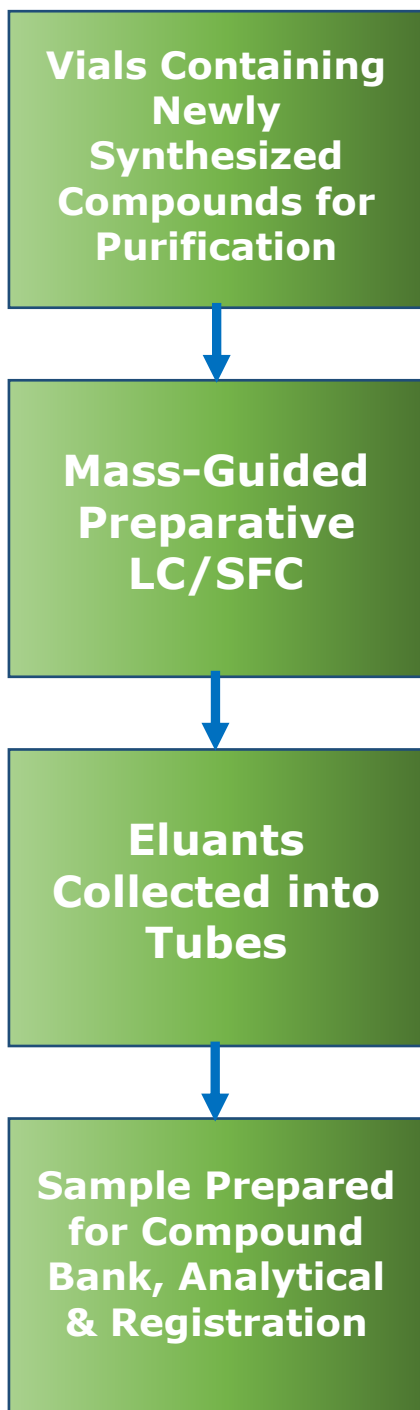 Vials Containing
Newly
Synthesized
Compounds for
Purification
Mass-Guided
Preparative
LC/SFC
Eluants
Collected into
Tubes
Sample Prepared
for Compound
Bank, Analytical
& Registration